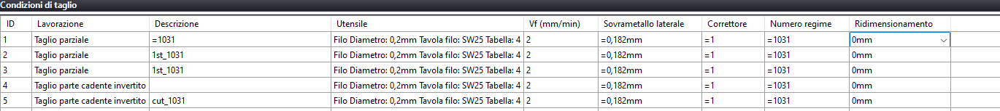 Condizioni di taglio
ID Lavorazione Descrizione Utensile Vf (mm/min) Sovrametallo laterale Correttore Numero regime Ridimensionamento
1 Taglio parziale =1031 Filo Diametro: 0,2mm Tavola filo: SW25 Tabella: 4 2 =0,182mm =1 =1031 0mm
2 Taglio parziale 1st_1031 Filo Diametro: 0,2mm Tavola filo: SW25 Tabella: 4 2 =0,182mm =1 =1031 0mm
3 Taglio parziale 1st_1031 Filo Diametro: 0,2mm Tavola filo: SW25 Tabella: 4 2 =0,182mm =1 =1031 0mm
4 Taglio parte cadente invertito Filo Diametro: 0,2mm Tavola filo: SW25 Tabella: 4 2 =0,182mm =1 =1031 0mm
5 Taglio parte cadente invertito cut_1031 Filo Diametro: 0,2mm Tavola filo: SW25 Tabella: 4 2 =0,182mm =1 =1031 0mm